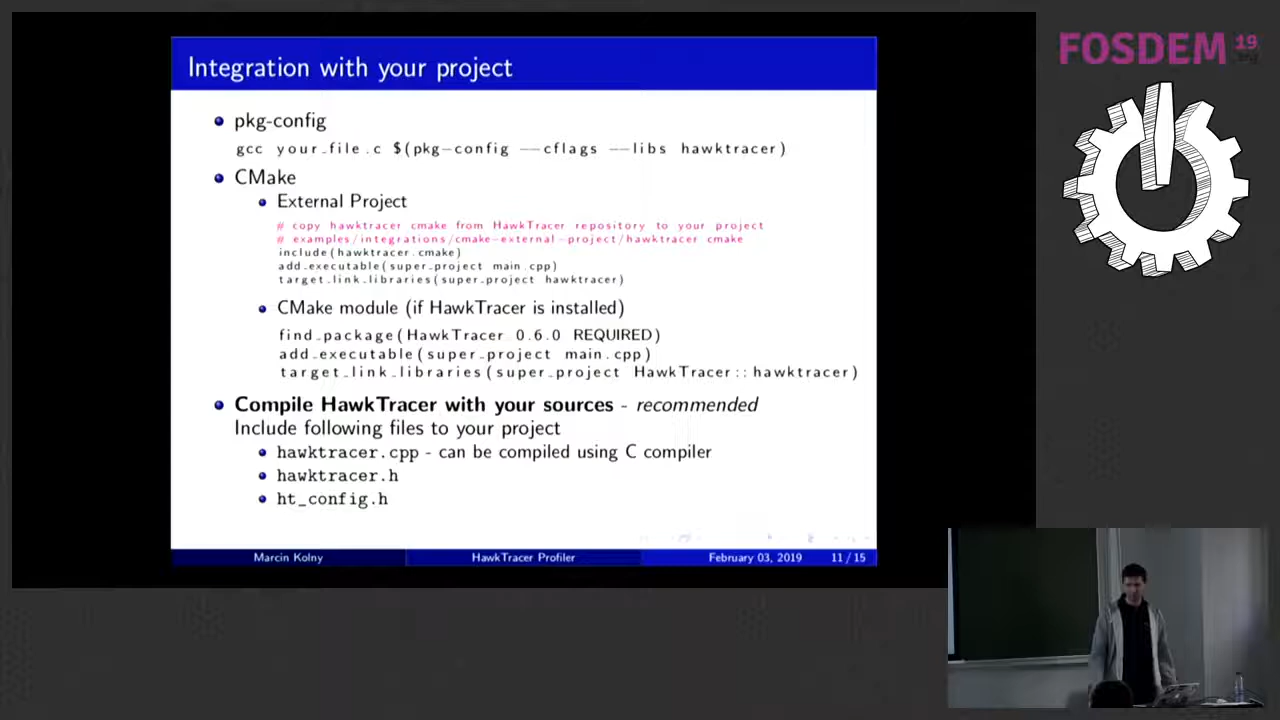 Integration with your project
pkg-config
gcc your_file.c $(pkg-config --cflags --libs hawktracer)
CMake
External Project
# copy hawktracer cmake from HawkTracer repository to your project
# examples/integrations/cmake-external-project/hawktracer cmake
include(hawktracer.cmake)
add_executable(super_project main.cpp)
target_link_libraries(super_project hawktracer)
CMake module (if HawkTracer is installed)
find_package(HawkTracer 0.6.0 REQUIRED)
add_executable(super_project main.cpp)
target_link_libraries(super_project HawkTracer::hawktracer)
Compile HawkTracer with your sources - recommended
Include following files to your project
hawktracer.cpp - can be compiled using C compiler
hawktracer.h
ht_config.h
Marcin Kolny HawkTracer Profiler February 03, 2019 11 / 15
FOSDEM 19